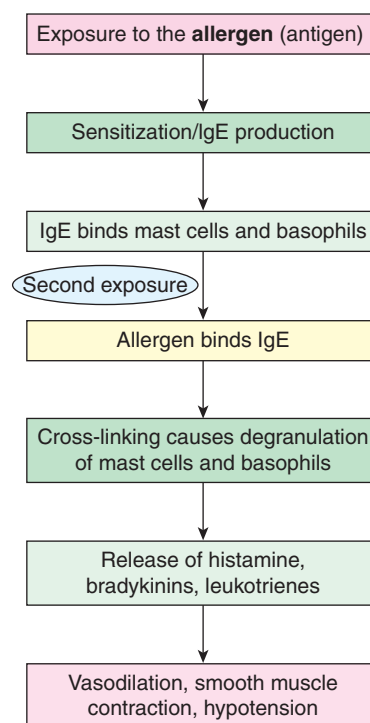 Exposure to the allergen (antigen)
Sensitization/IgE production
IgE binds mast cells and basophils
Second exposure
Allergen binds IgE
Cross-linking causes degranulation
of mast cells and basophils
Release of histamine,
bradykinins, leukotrienes
Vasodilation, smooth muscle
contraction, hypotension